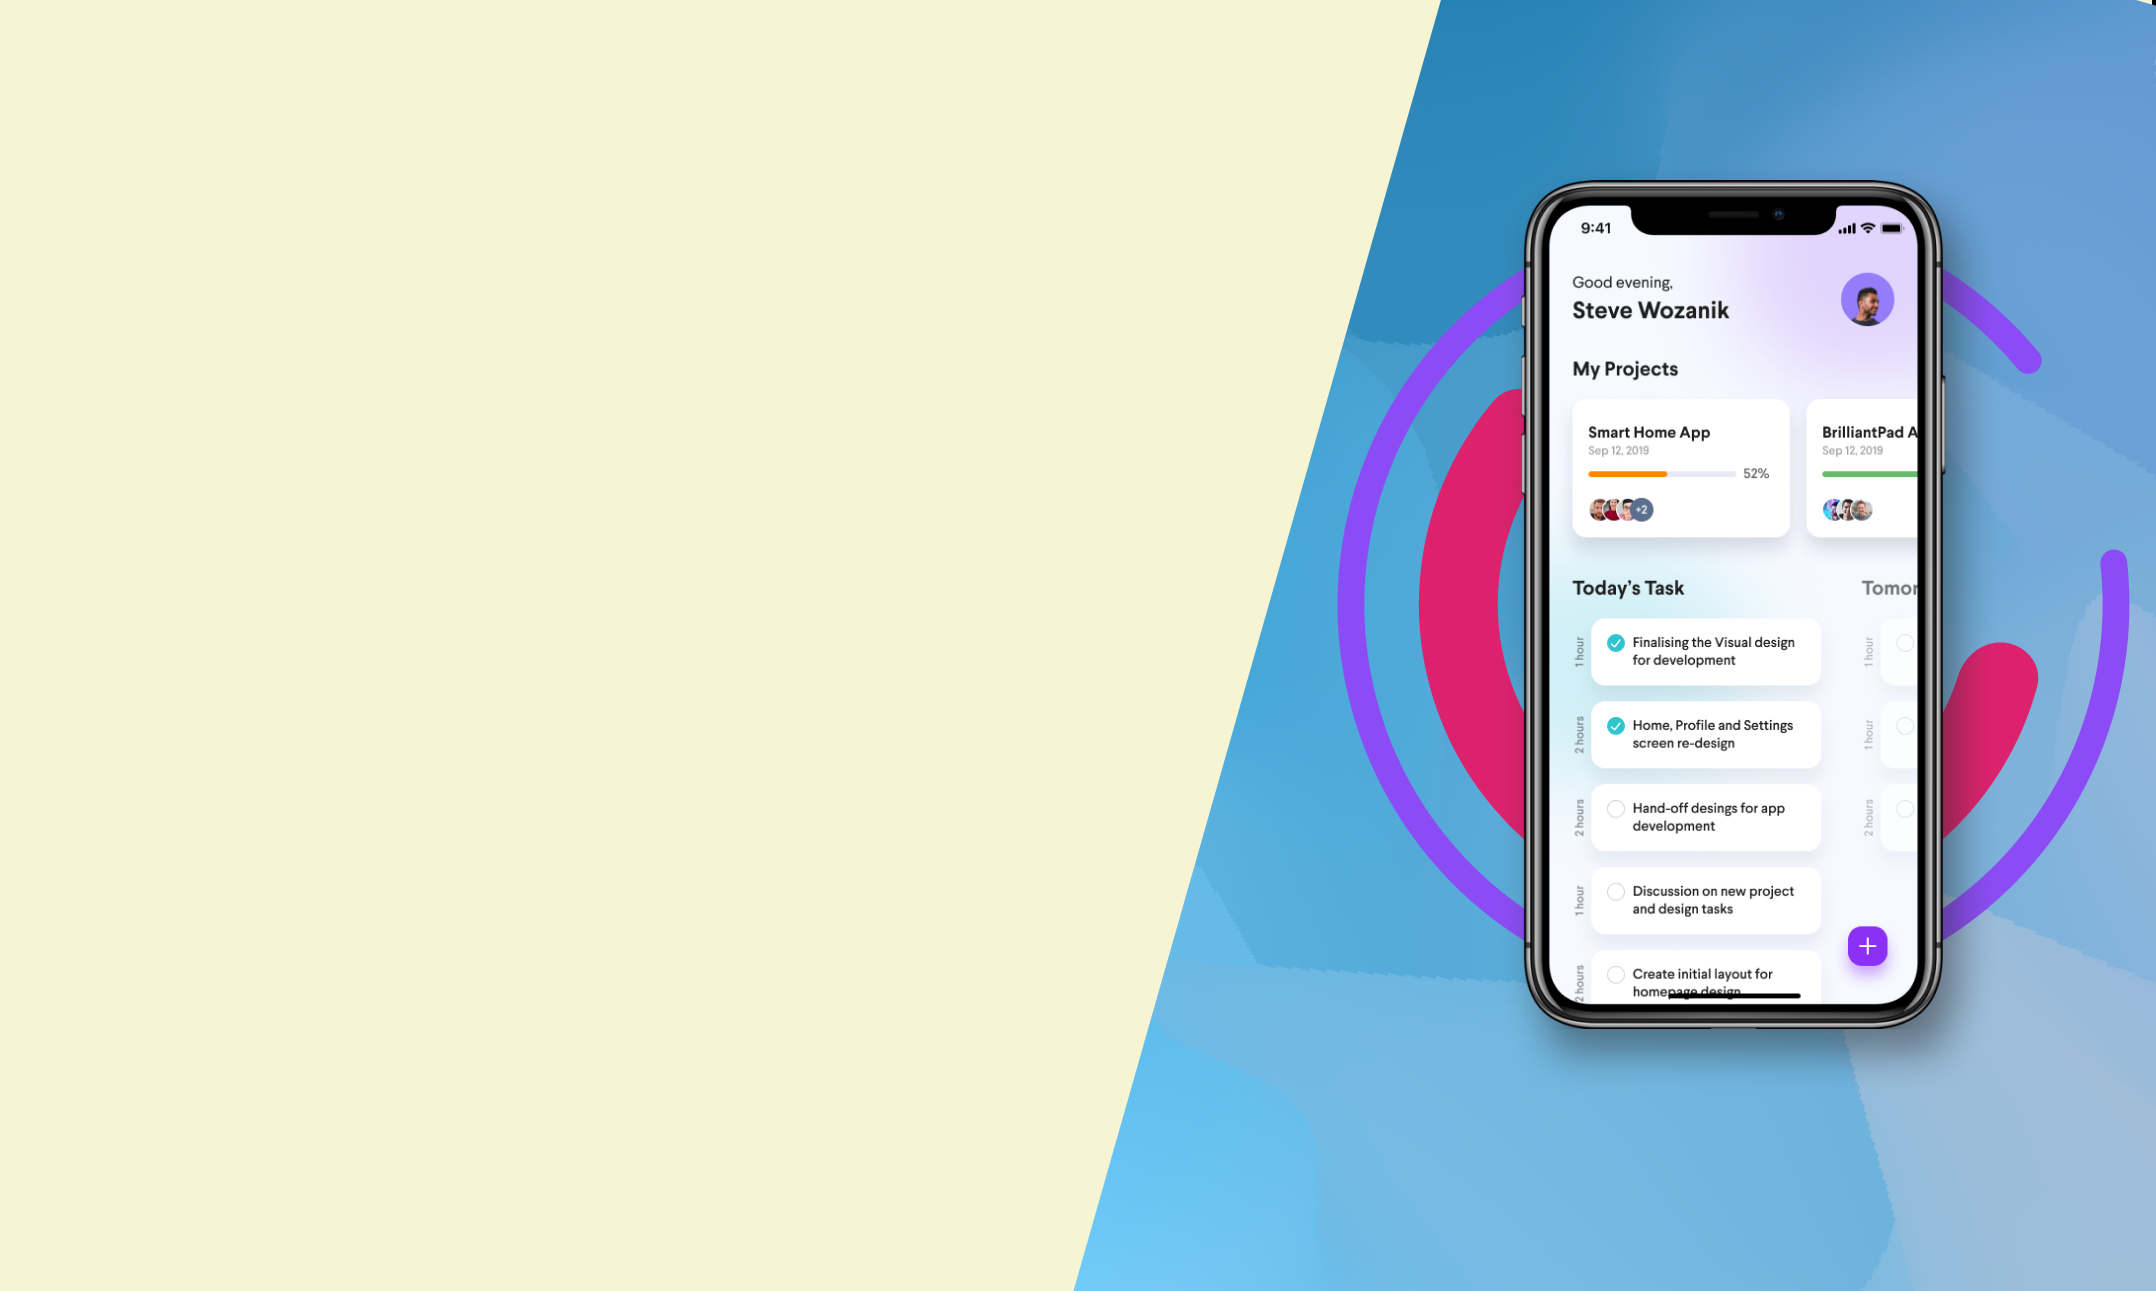 9:41
Good evening,
Steve Wozanik
My Projects
Smart Home App
Sep 12, 2019
52%
+2
BrilliantPad A
Sep 12, 2019
Today's Task
Tomor
1 hour
Finalising the Visual design
for development
1 hour
2 hours
Home, Profile and Settings
screen re-design
1 hour
2 hours
Hand-off desings for app
development
2 hours
1 hour
Discussion on new project
and design tasks
2 hours
Create initial layout for
homepage design